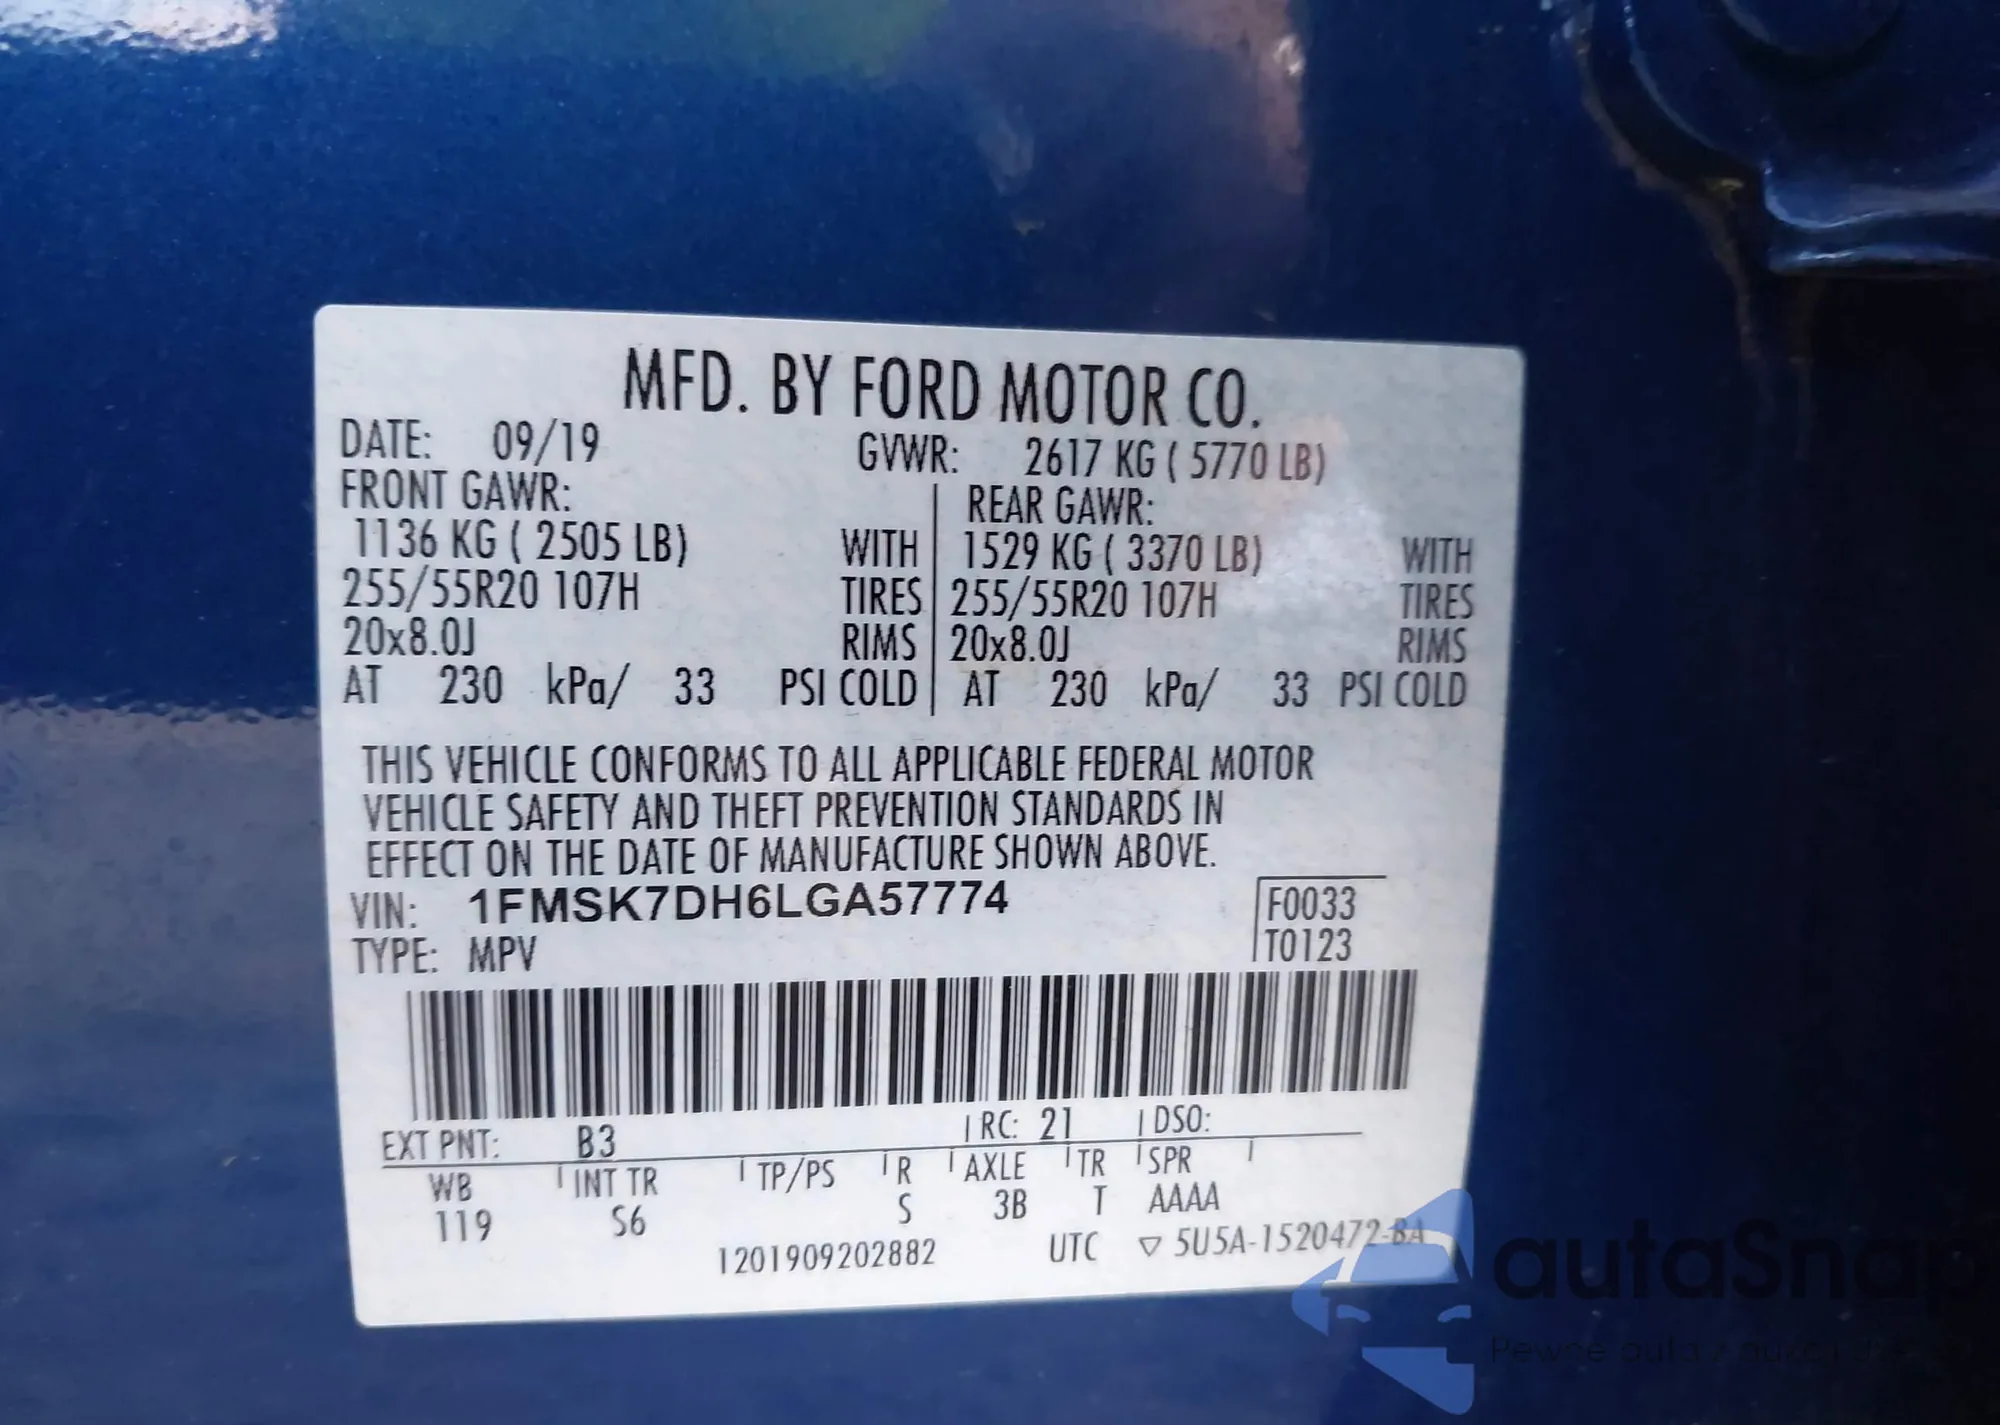 MFD. BY FORD MOTOR CO.
DATE: 09/19 GVWR: 2617 KG ( 5770 LB)
FRONT GAWR: REAR GAWR:
1136 KG ( 2505 LB) WITH 1529 KG ( 3370 LB) WITH
255/55R20 107H TIRES 255/55R20 107H TIRES
20x8.0J RIMS 20x8.0J RIMS
AT 230 kPa/ 33 PSI COLD AT 230 kPa/ 33 PSI COLD
THIS VEHICLE CONFORMS TO ALL APPLICABLE FEDERAL MOTOR
VEHICLE SAFETY AND THEFT PREVENTION STANDARDS IN
EFFECT ON THE DATE OF MANUFACTURE SHOWN ABOVE.
VIN: 1FMSK7DH6LGA57774 F0033
TYPE: MPV T0123
EXT PNT: B3 RC: 21 DSO:
WB INT TR TP/PS R AXLE TR SPR
119 S6 S 3B T AAAA
1201909202882 UTC ▽ 5U5A-1520472-BA
autaSnap
Pewne auta z